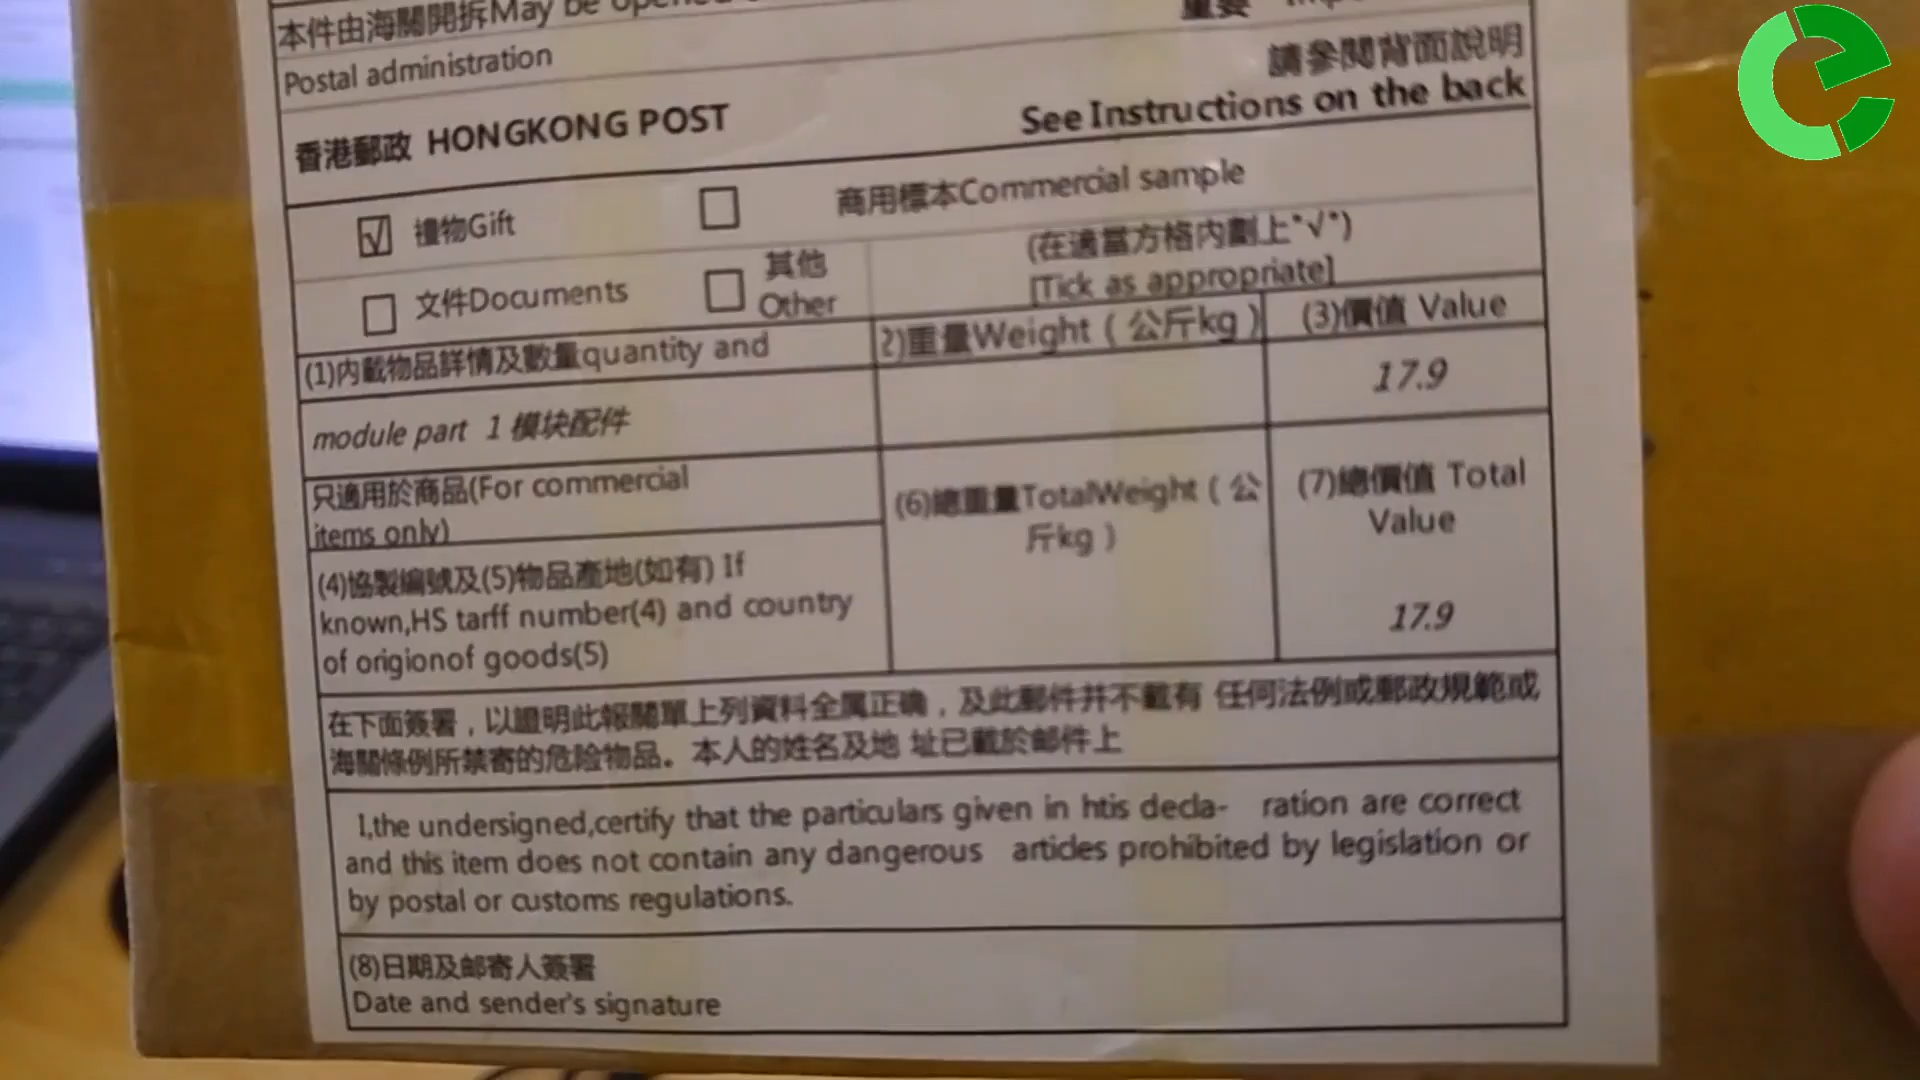 本件由海關開拆May be opened
Postal administration
重要
請參閱背面說明
香港郵政 HONGKONG POST
See Instructions on the back
√ 禮物Gift
商用標本Commercial sample
文件Documents
其他
Other
(在適當方格內劃上"√")
[Tick as appropriate]
(1)內載物品詳情及數量quantity and
2)重量Weight ( 公斤kg )
(3)價值 Value
module part 1 模块配件
17.9
只適用於商品(For commercial
items only)
(6)總重量TotalWeight ( 公
斤kg )
(7)總價值 Total
Value
(4)協製編號及(5)物品產地(如有) If
known,HS tarff number(4) and country
of origionof goods(5)
17.9
在下面簽署，以證明此報關單上列資料全属正确，及此郵件并不載有 任何法例或郵政規範或
海關條例所禁寄的危险物品。本人的姓名及地 址已載於邮件上
I,the undersigned,certify that the particulars given in htis decla- ration are correct
and this item does not contain any dangerous articles prohibited by legislation or
by postal or customs regulations.
(8)日期及邮寄人簽署
Date and sender's signature